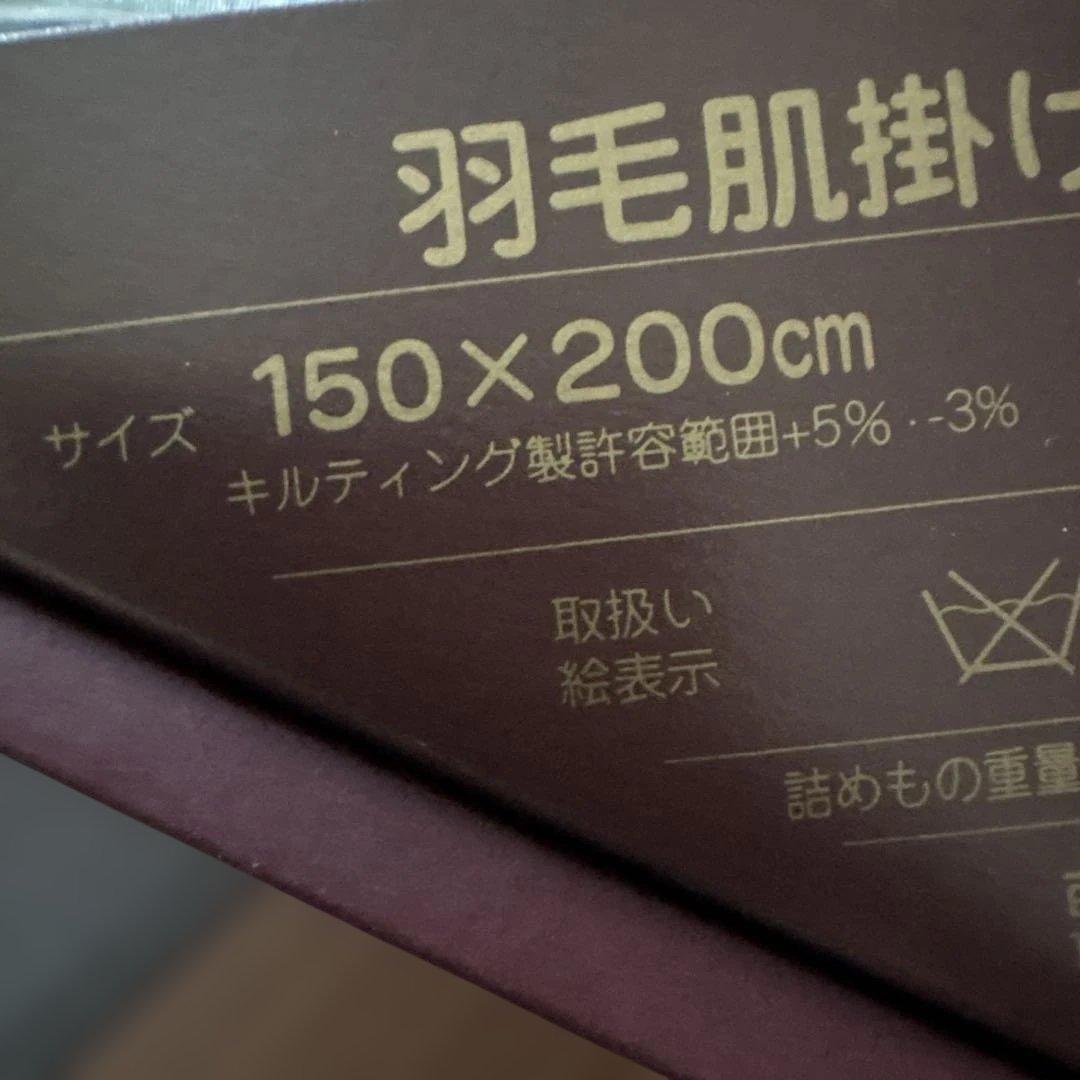 羽毛肌掛け
サイズ 150×200cm
キルティング製許容範囲+5%・-3%
取扱い
絵表示
詰めもの重量